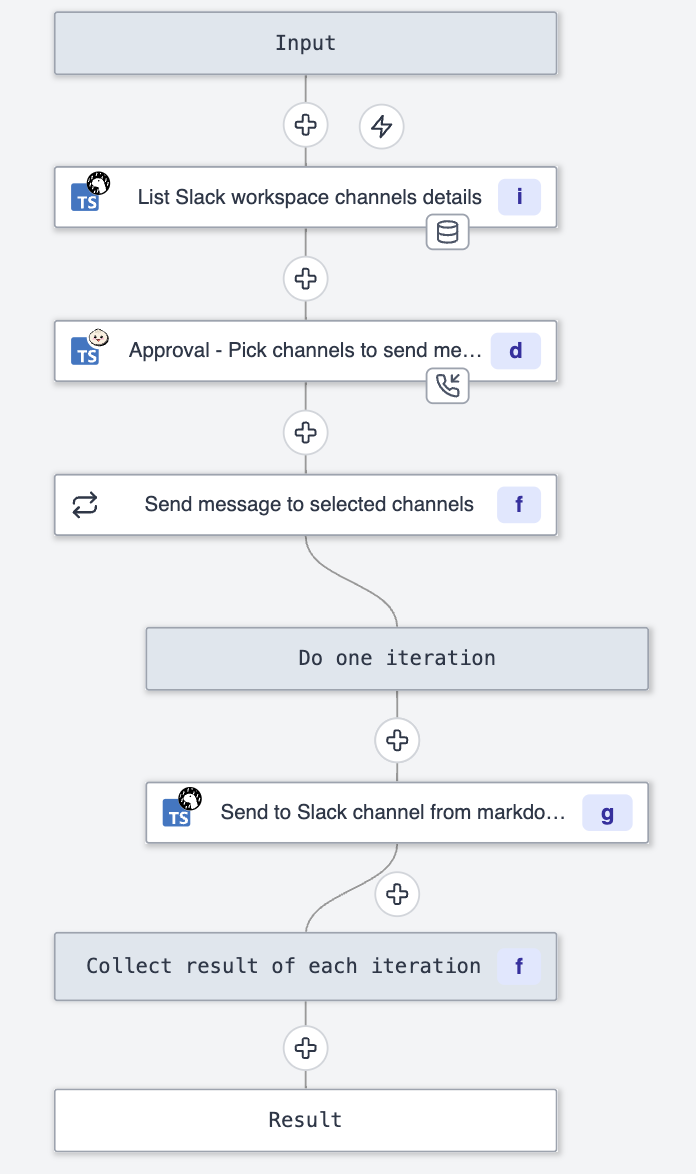 Input
TS List Slack workspace channels details i
TS Approval - Pick channels to send me... d
Send message to selected channels f
Do one iteration
TS Send to Slack channel from markdo... g
Collect result of each iteration f
Result